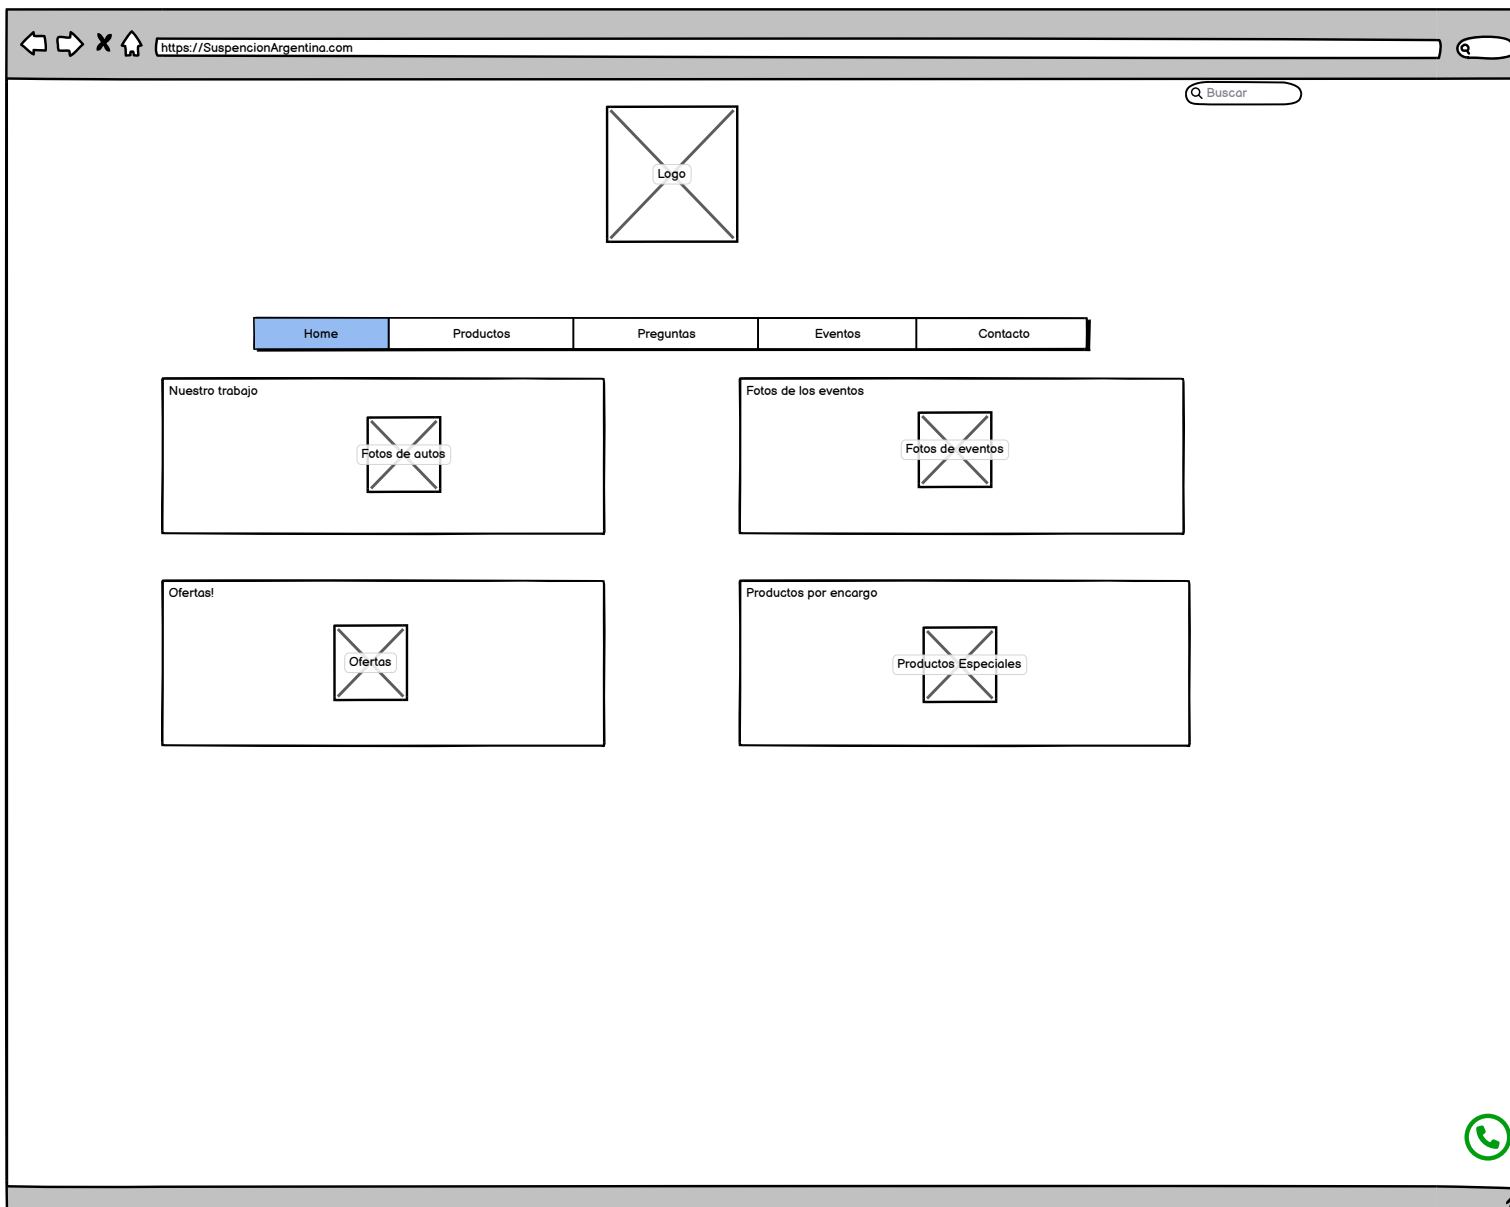 https://SuspencionArgentina.com
Buscar
Logo
Home
Productos
Preguntas
Eventos
Contacto
Nuestro trabajo
Fotos de autos
Fotos de los eventos
Fotos de eventos
Ofertas!
Ofertas
Productos por encargo
Productos Especiales